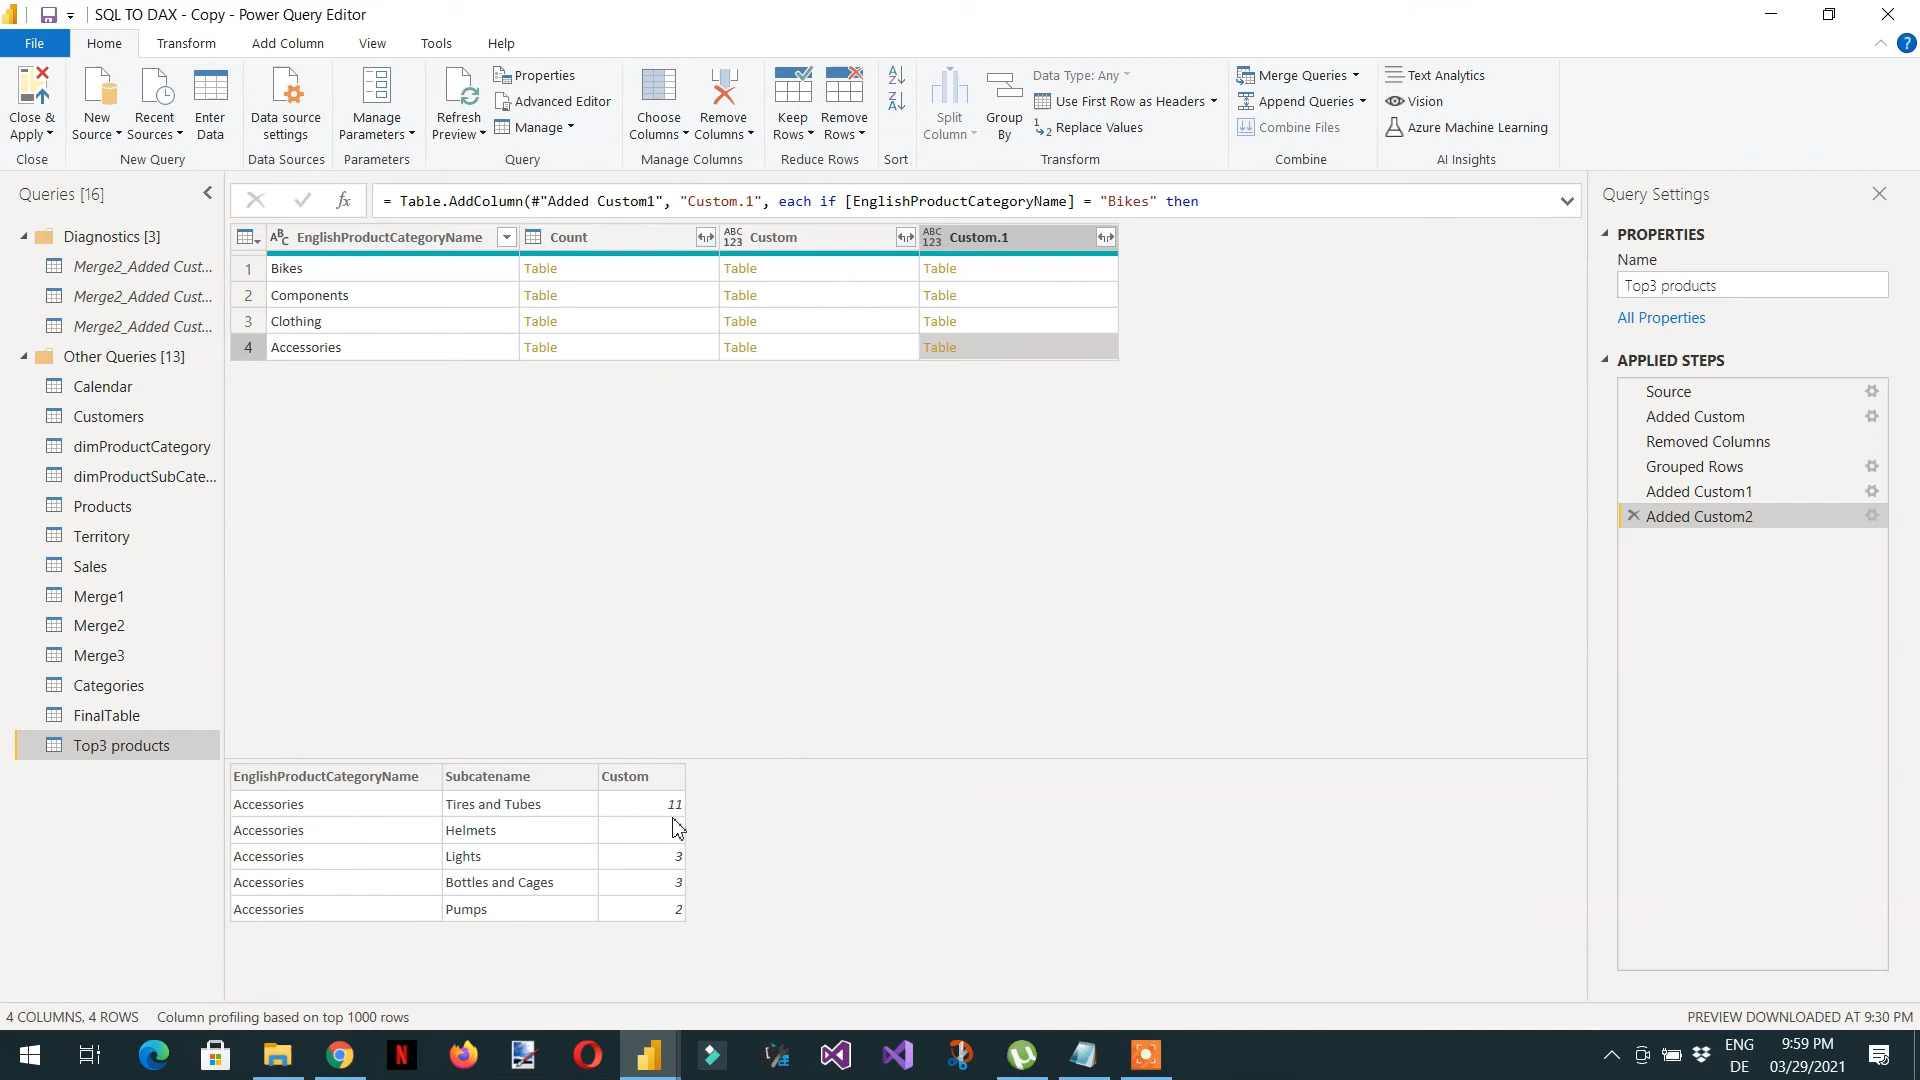 SQL TO DAX - Copy - Power Query Editor
File
Home
Transform
Add Column
View
Tools
Help
Close &
Apply
Close
New
Source
Recent
Sources
Enter
Data
New Query
Data source
settings
Data Sources
Manage
Parameters
Parameters
Refresh
Preview
Properties
Advanced Editor
Manage
Query
Choose
Columns
Remove
Columns
Manage Columns
Keep
Rows
Remove
Rows
Reduce Rows
Sort
Split
Column
Group
By
Data Type: Any
Use First Row as Headers
Replace Values
Transform
Merge Queries
Append Queries
Combine Files
Combine
Text Analytics
Vision
Azure Machine Learning
AI Insights
Queries [16]
Diagnostics [3]
Merge2_Added Cust...
Merge2_Added Cust...
Merge2_Added Cust...
Other Queries [13]
Calendar
Customers
dimProductCategory
dimProductSubCate...
Products
Territory
Sales
Merge1
Merge2
Merge3
Categories
FinalTable
Top3 products
= Table.AddColumn(#"Added Custom1", "Custom.1", each if [EnglishProductCategoryName] = "Bikes" then
EnglishProductCategoryName Count Custom Custom.1
1 Bikes Table Table Table
2 Components Table Table Table
3 Clothing Table Table Table
4 Accessories Table Table Table
EnglishProductCategoryName Subcatename Custom
Accessories Tires and Tubes 11
Accessories Helmets
Accessories Lights 3
Accessories Bottles and Cages 3
Accessories Pumps 2
Query Settings
PROPERTIES
Name
Top3 products
All Properties
APPLIED STEPS
Source
Added Custom
Removed Columns
Grouped Rows
Added Custom1
Added Custom2
4 COLUMNS, 4 ROWS Column profiling based on top 1000 rows
PREVIEW DOWNLOADED AT 9:30 PM
ENG
DE
9:59 PM
03/29/2021